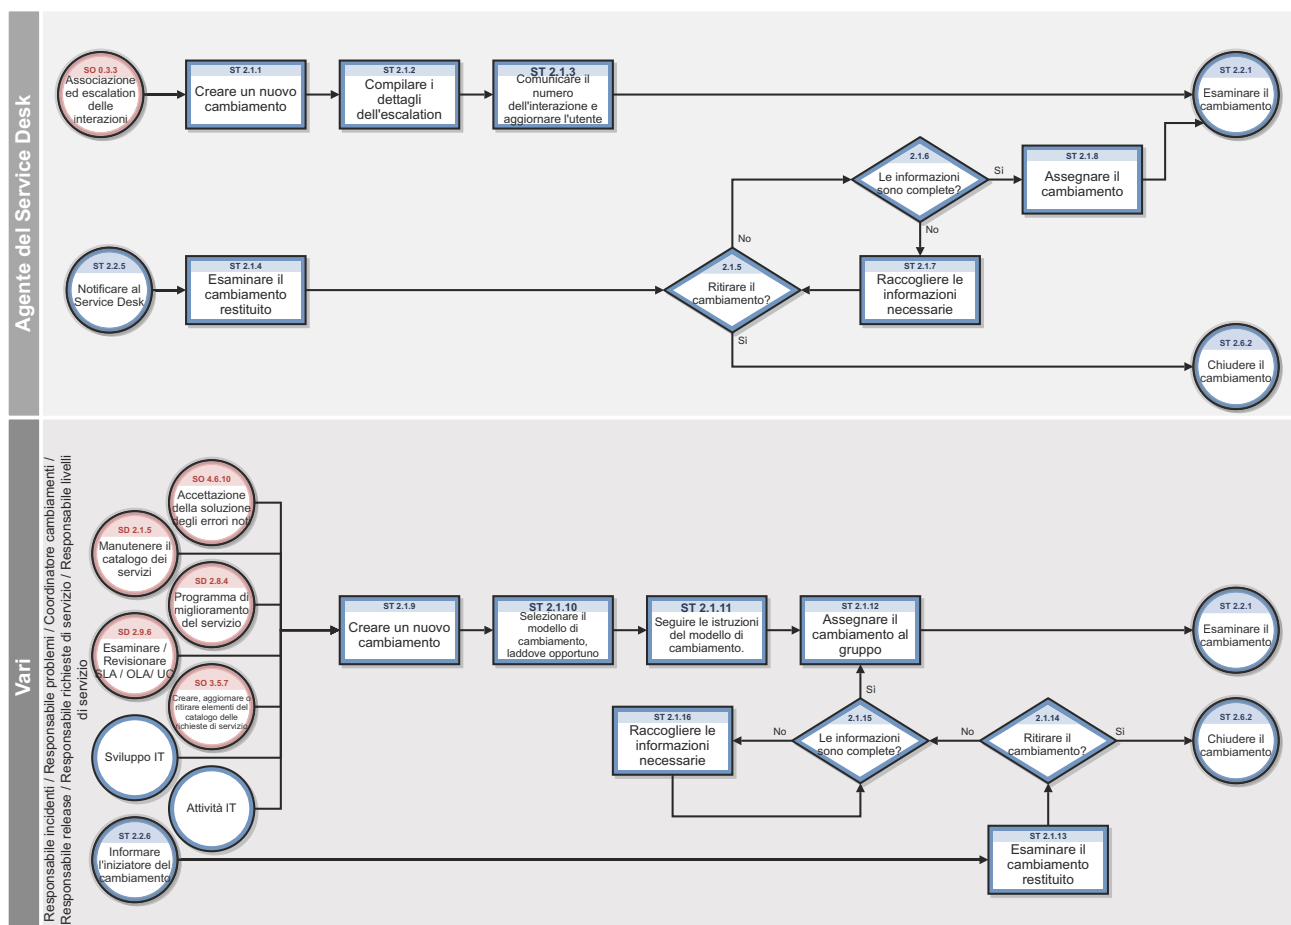 Agente del Service Desk
SO 0.3.3
Associazione
ed escalation
delle
interazioni
ST 2.1.1
Creare un nuovo
cambiamento
ST 2.1.2
Compilare i
dettagli
dell'escalation
ST 2.1.3
Comunicare il
numero
dell'interazione e
aggiornare l'utente
ST 2.2.1
Esaminare il
cambiamento
2.1.6
Le informazioni
sono complete?
Sì
No
ST 2.1.8
Assegnare il
cambiamento
ST 2.2.5
Notificare al
Service Desk
ST 2.1.4
Esaminare il
cambiamento
restituito
No
2.1.5
Ritirare il
cambiamento?
Sì
ST 2.1.7
Raccogliere le
informazioni
necessarie
ST 2.6.2
Chiudere il
cambiamento
Vari
Responsabile incidenti / Responsabile problemi / Coordinatore cambiamenti /
Responsabile release / Responsabile richieste di servizio / Responsabile livelli
di servizio
SO 4.6.10
Accettazione
della soluzione
degli errori noti
SD 2.1.5
Manutenere il
catalogo dei
servizi
SD 2.8.4
Programma di
miglioramento
del servizio
SD 2.9.6
Esaminare /
Revisionare
SLA / OLA/ UC
SO 3.5.7
Creare, aggiornare o
ritirare elementi del
catalogo delle
richieste di servizio
Sviluppo IT
Attività IT
ST 2.2.6
Informare
l'iniziatore del
cambiamento
ST 2.1.9
Creare un nuovo
cambiamento
ST 2.1.10
Selezionare il
modello di
cambiamento,
laddove opportuno
ST 2.1.11
Seguire le istruzioni
del modello di
cambiamento.
ST 2.1.12
Assegnare il
cambiamento al
gruppo
ST 2.2.1
Esaminare il
cambiamento
Sì
ST 2.1.16
Raccogliere le
informazioni
necessarie
No
2.1.15
Le informazioni
sono complete?
No
2.1.14
Ritirare il
cambiamento?
Sì
ST 2.6.2
Chiudere il
cambiamento
ST 2.1.13
Esaminare il
cambiamento
restituito